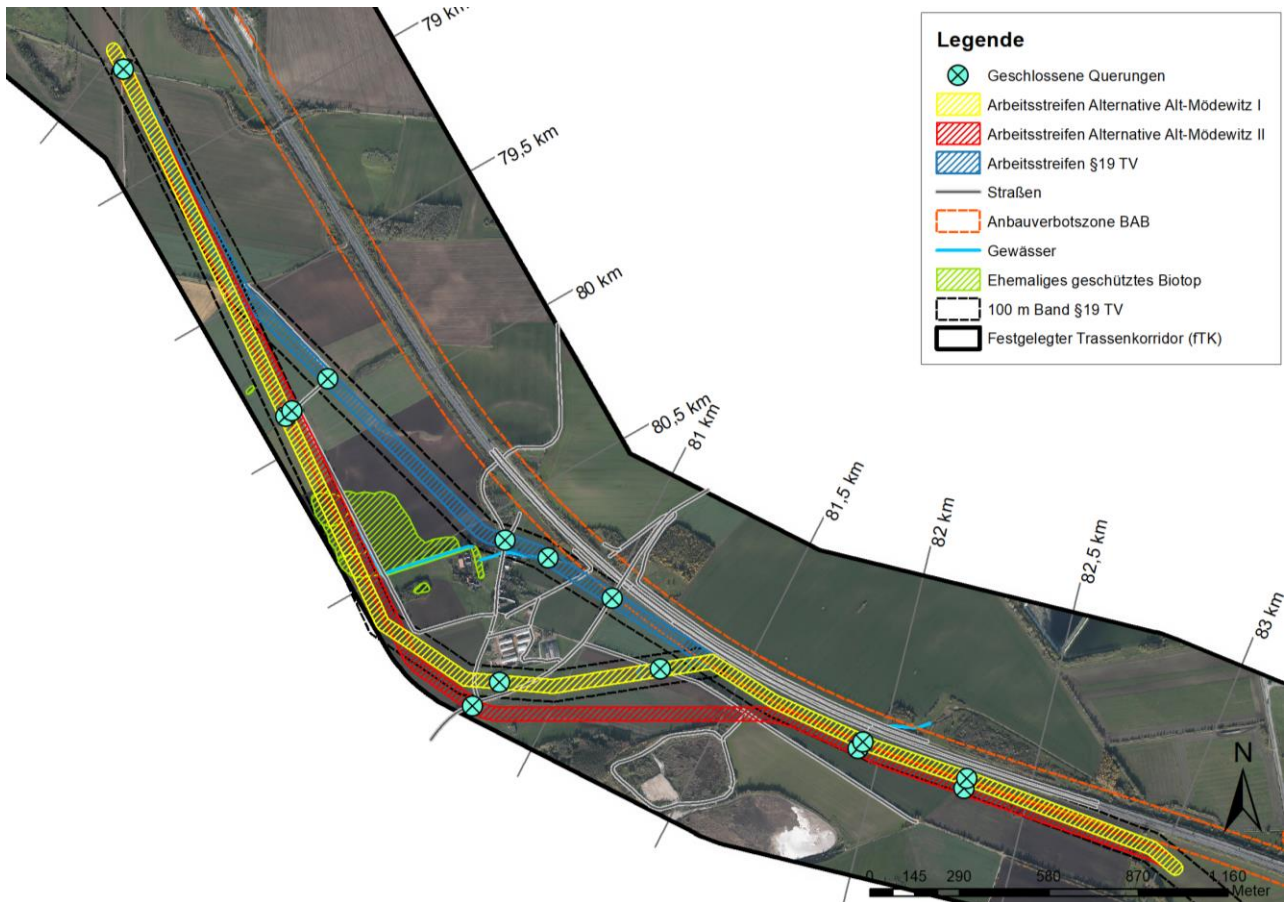 79 km
79,5 km
80 km
80,5 km
81 km
81,5 km
82 km
82,5 km
83 km
Legende
Geschlossene Querungen
Arbeitsstreifen Alternative Alt-Mödewitz I
Arbeitsstreifen Alternative Alt-Mödewitz II
Arbeitsstreifen §19 TV
Straßen
Anbauverbotszone BAB
Gewässer
Ehemaliges geschütztes Biotop
100 m Band §19 TV
Festgelegter Trassenkorridor (fTK)
N
0 145 290 580 870 1.160
Meter